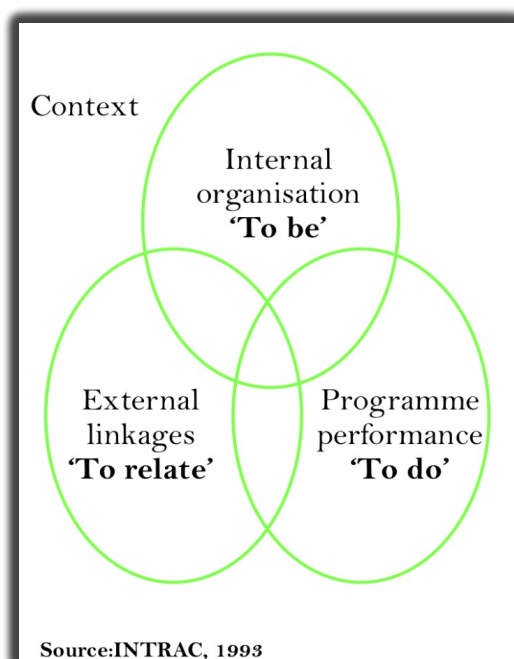 Context
Internal
organisation
‘To be’
External
linkages
‘To relate’
Programme
performance
‘To do’
Source:INTRAC, 1993